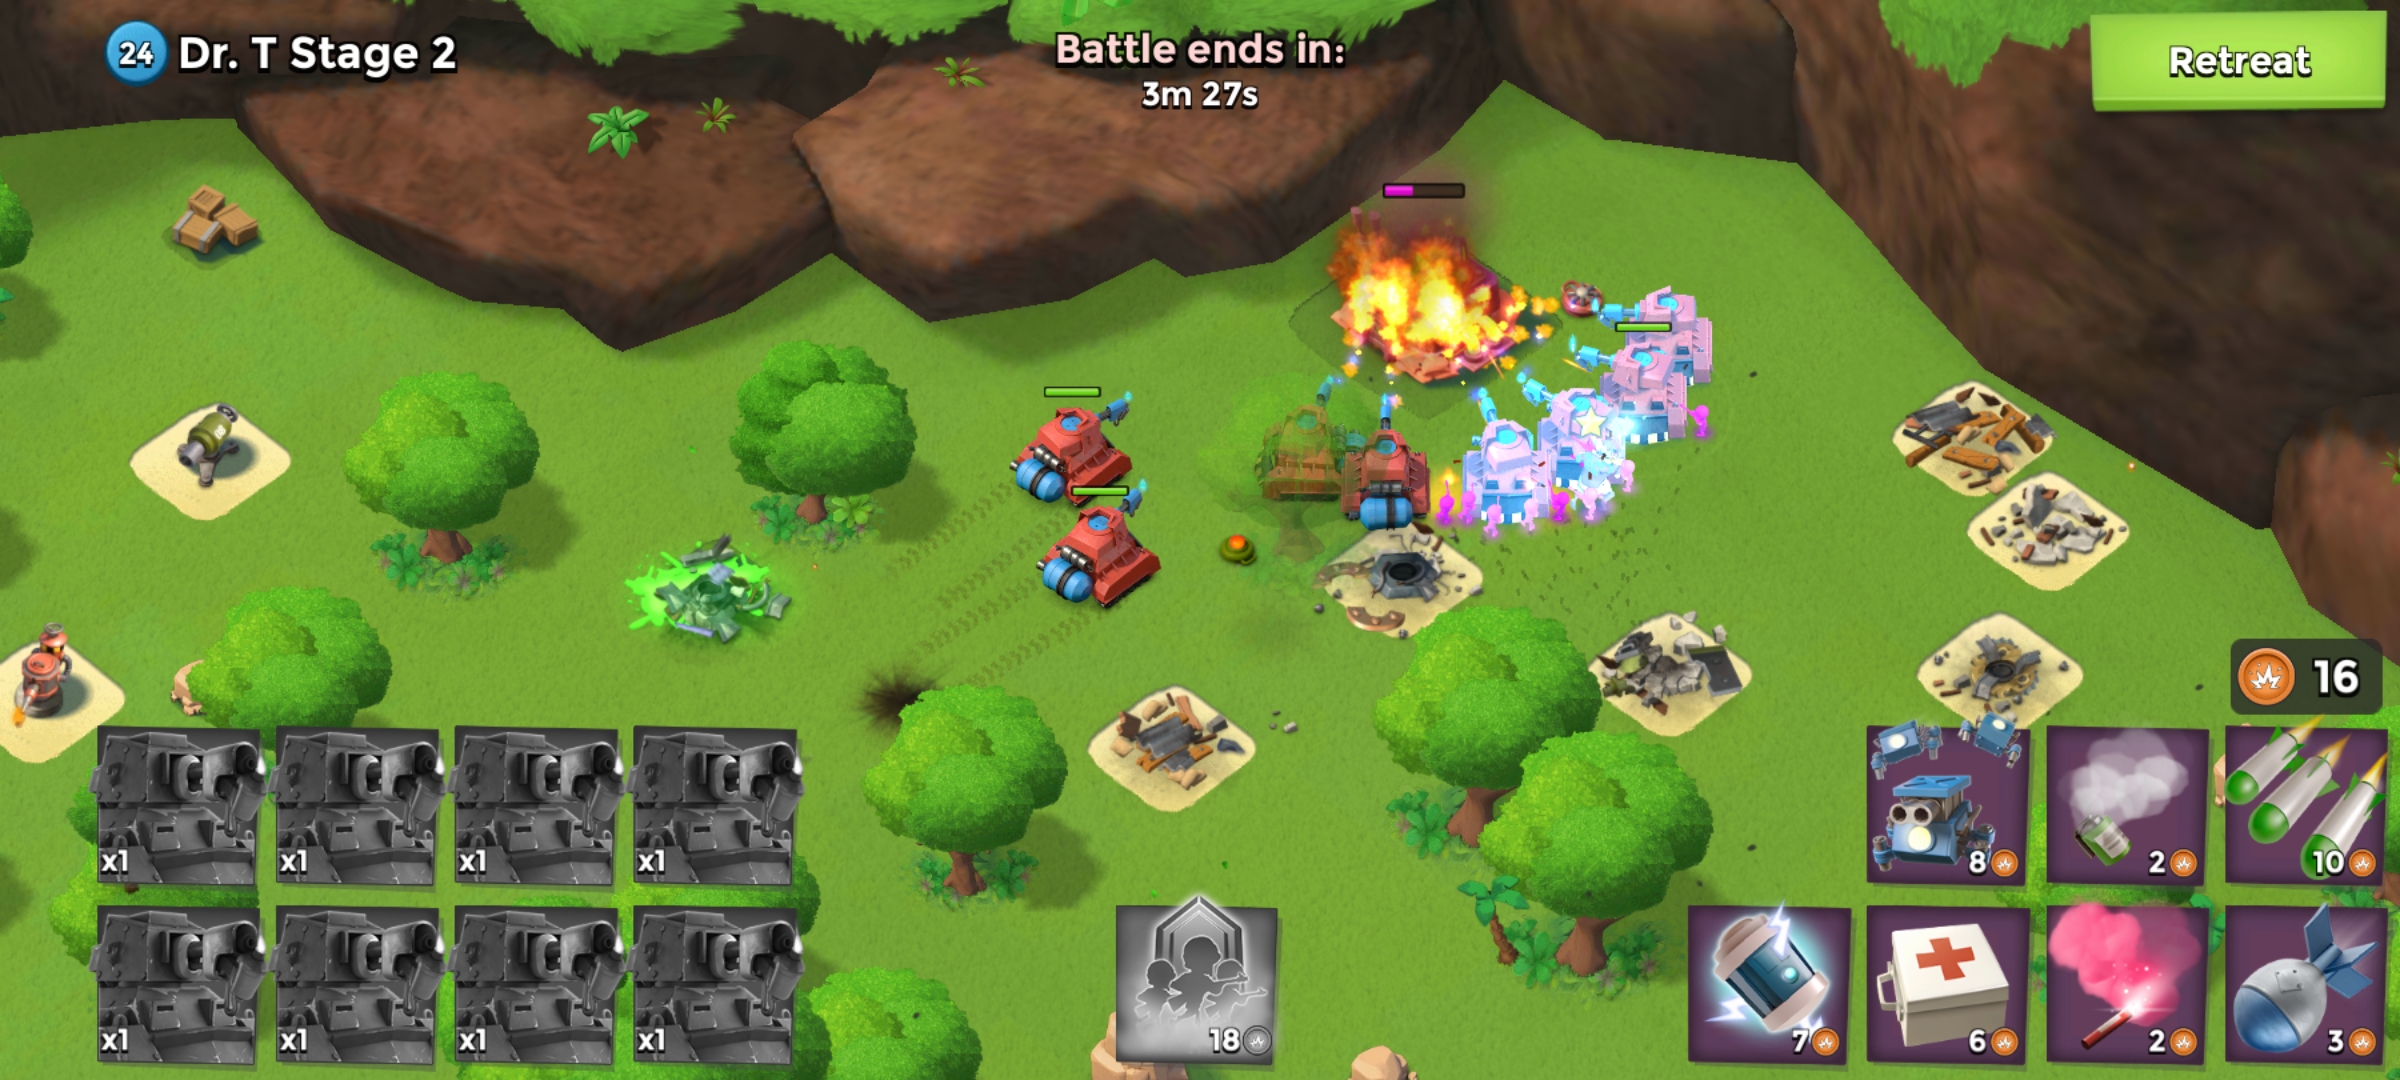 24 Dr. T Stage 2
Battle ends in:
3m 27s
Retreat
16
x1 x1 x1 x1
8 2 10
x1 x1 x1 x1
18
7 6 2 3